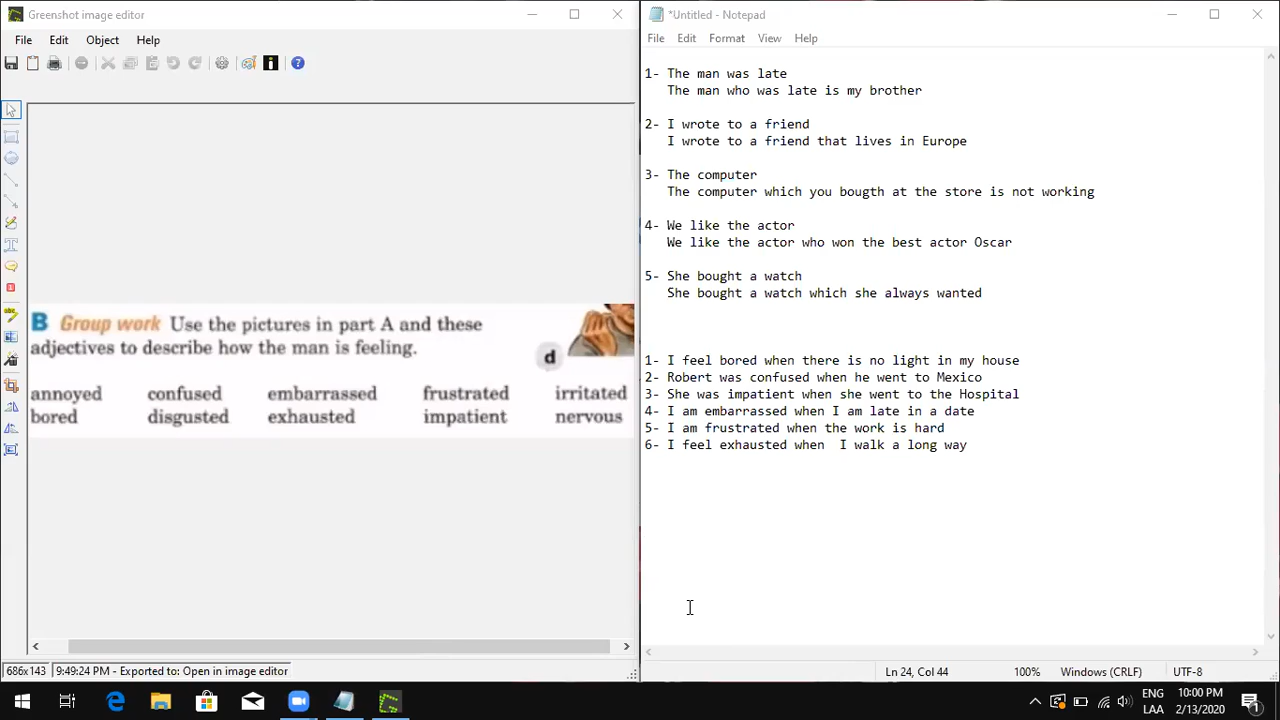 Greenshot image editor
File Edit Object Help
B Group work Use the pictures in part A and these
adjectives to describe how the man is feeling.
d
annoyed confused embarrassed frustrated irritated
bored disgusted exhausted impatient nervous
686x143 9:49:24 PM - Exported to: Open in image editor
*Untitled - Notepad
File Edit Format View Help
1- The man was late
The man who was late is my brother
2- I wrote to a friend
I wrote to a friend that lives in Europe
3- The computer
The computer which you bougth at the store is not working
4- We like the actor
We like the actor who won the best actor Oscar
5- She bought a watch
She bought a watch which she always wanted
1- I feel bored when there is no light in my house
2- Robert was confused when he went to Mexico
3- She was impatient when she went to the Hospital
4- I am embarrassed when I am late in a date
5- I am frustrated when the work is hard
6- I feel exhausted when  I walk a long way
Ln 24, Col 44 100% Windows (CRLF) UTF-8
ENG 10:00 PM
LAA 2/13/2020 1